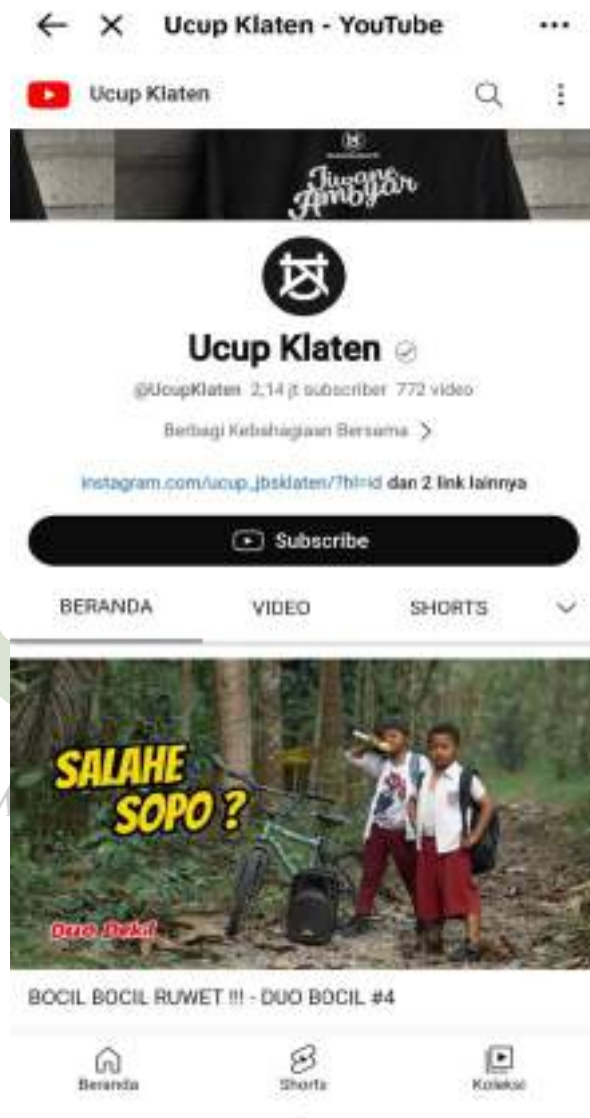 Ucup Klaten - YouTube
Ucup Klaten
Jiwane
Ambyar
Ucup Klaten
@UcupKlaten 2,14 jt subscriber 772 video
Berbagi Kebahagiaan Bersama
instagram.com/ucup_jbsklaten/?hl=id dan 2 link lainnya
Subscribe
BERANDA VIDEO SHORTS
SALAHE
SOPO ?
Duo Dekil
BOCIL BOCIL RUWET !!! - DUO BOCIL #4
Beranda Shorts Koleksi